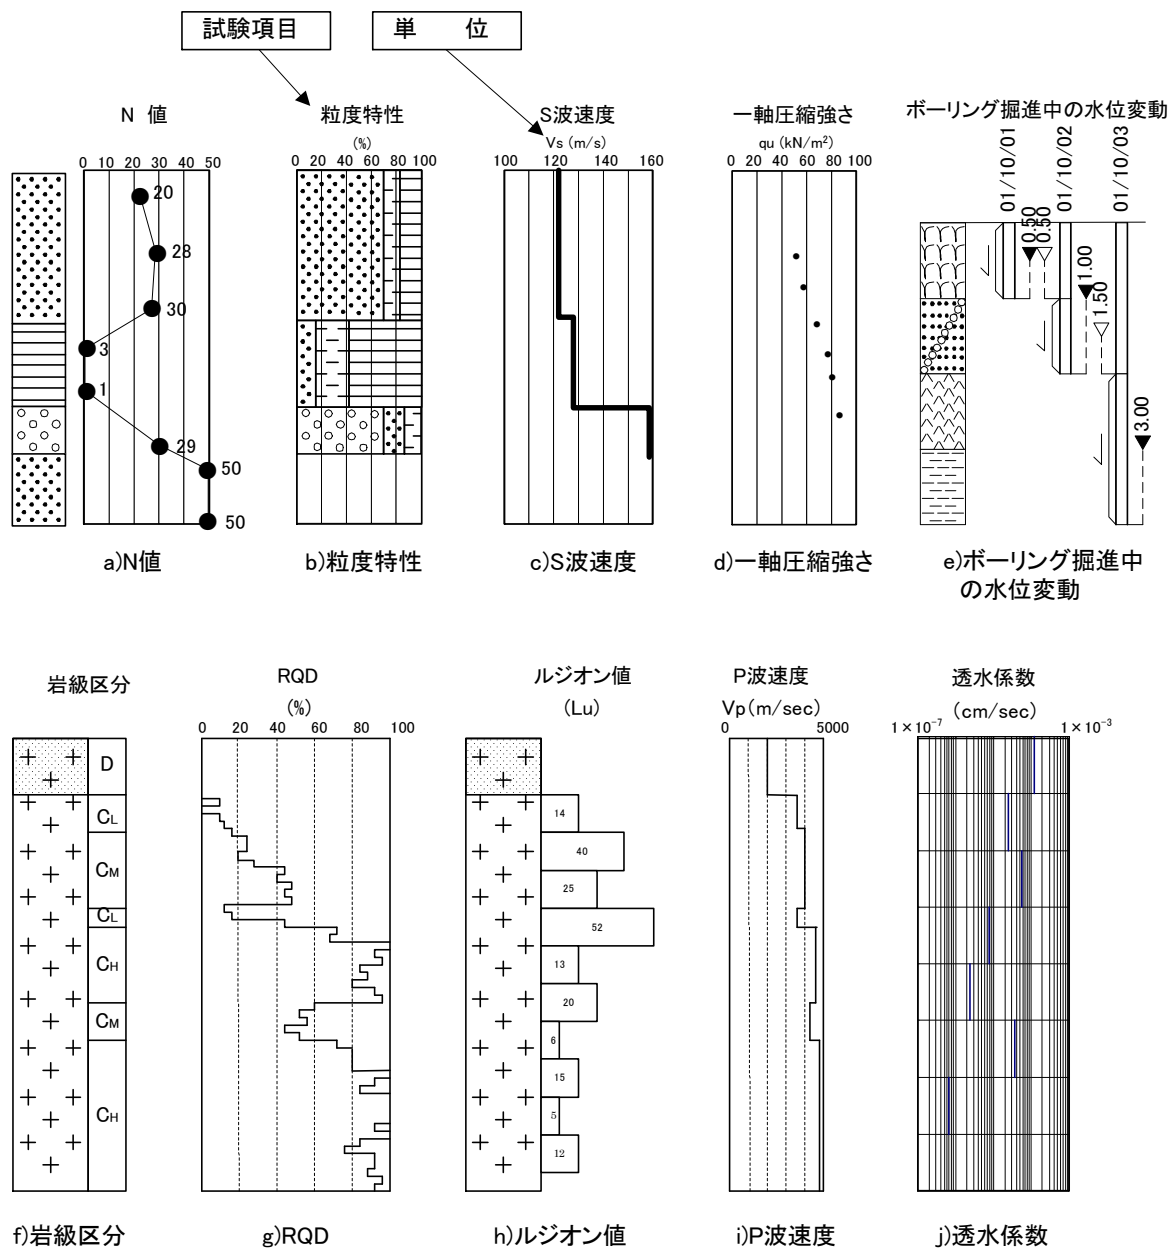 試験項目
単 位
N 値
0 10 20 30 40 50
20
28
30
3
1
29
50
50
a)N値
粒度特性
(%)
0 20 40 60 80 100
b)粒度特性
S波速度
Vs (m/s)
100 120 140 160
c)S波速度
一軸圧縮強さ
qu (kN/m²)
0 20 40 60 80 100
d)一軸圧縮強さ
ボーリング掘進中の水位変動
01/10/01
01/10/02
01/10/03
0.50
0.50
1.00
1.50
3.00
e)ボーリング掘進中
の水位変動
岩級区分
D
CL
CM
CL
CH
CM
CH
f)岩級区分
RQD
(%)
0 20 40 60 80 100
g)RQD
ルジオン値
(Lu)
14
40
25
52
13
20
6
15
5
12
h)ルジオン値
P波速度
Vp(m/sec)
0 5000
i)P波速度
透水係数
(cm/sec)
1×10⁻⁷ 1×10⁻³
j)透水係数